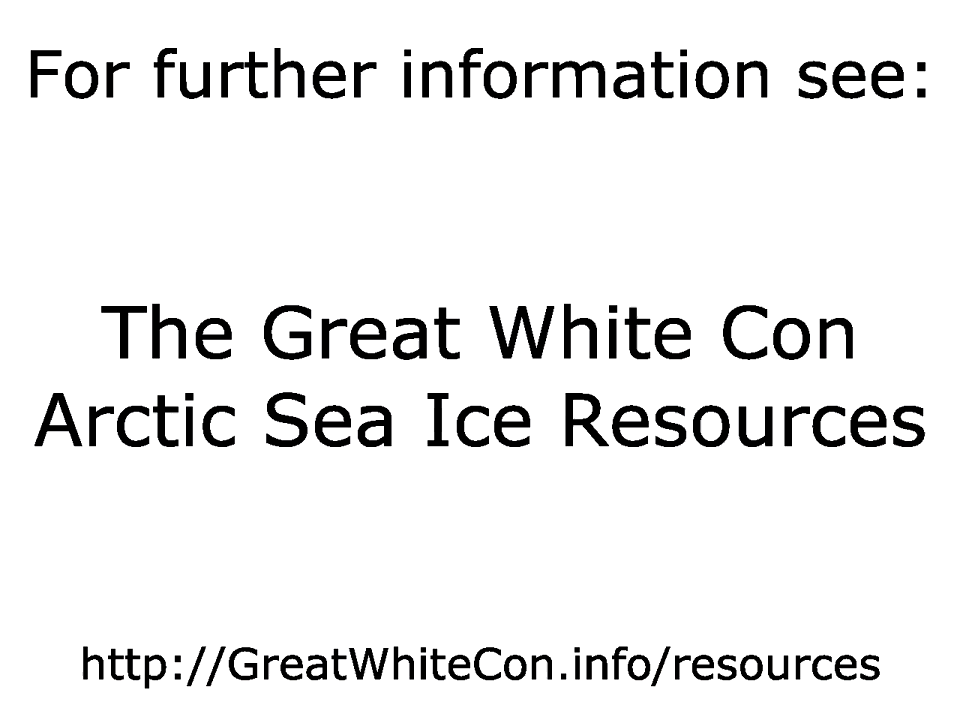 For further information see:
The Great White Con
Arctic Sea Ice Resources
http://GreatWhiteCon.info/resources